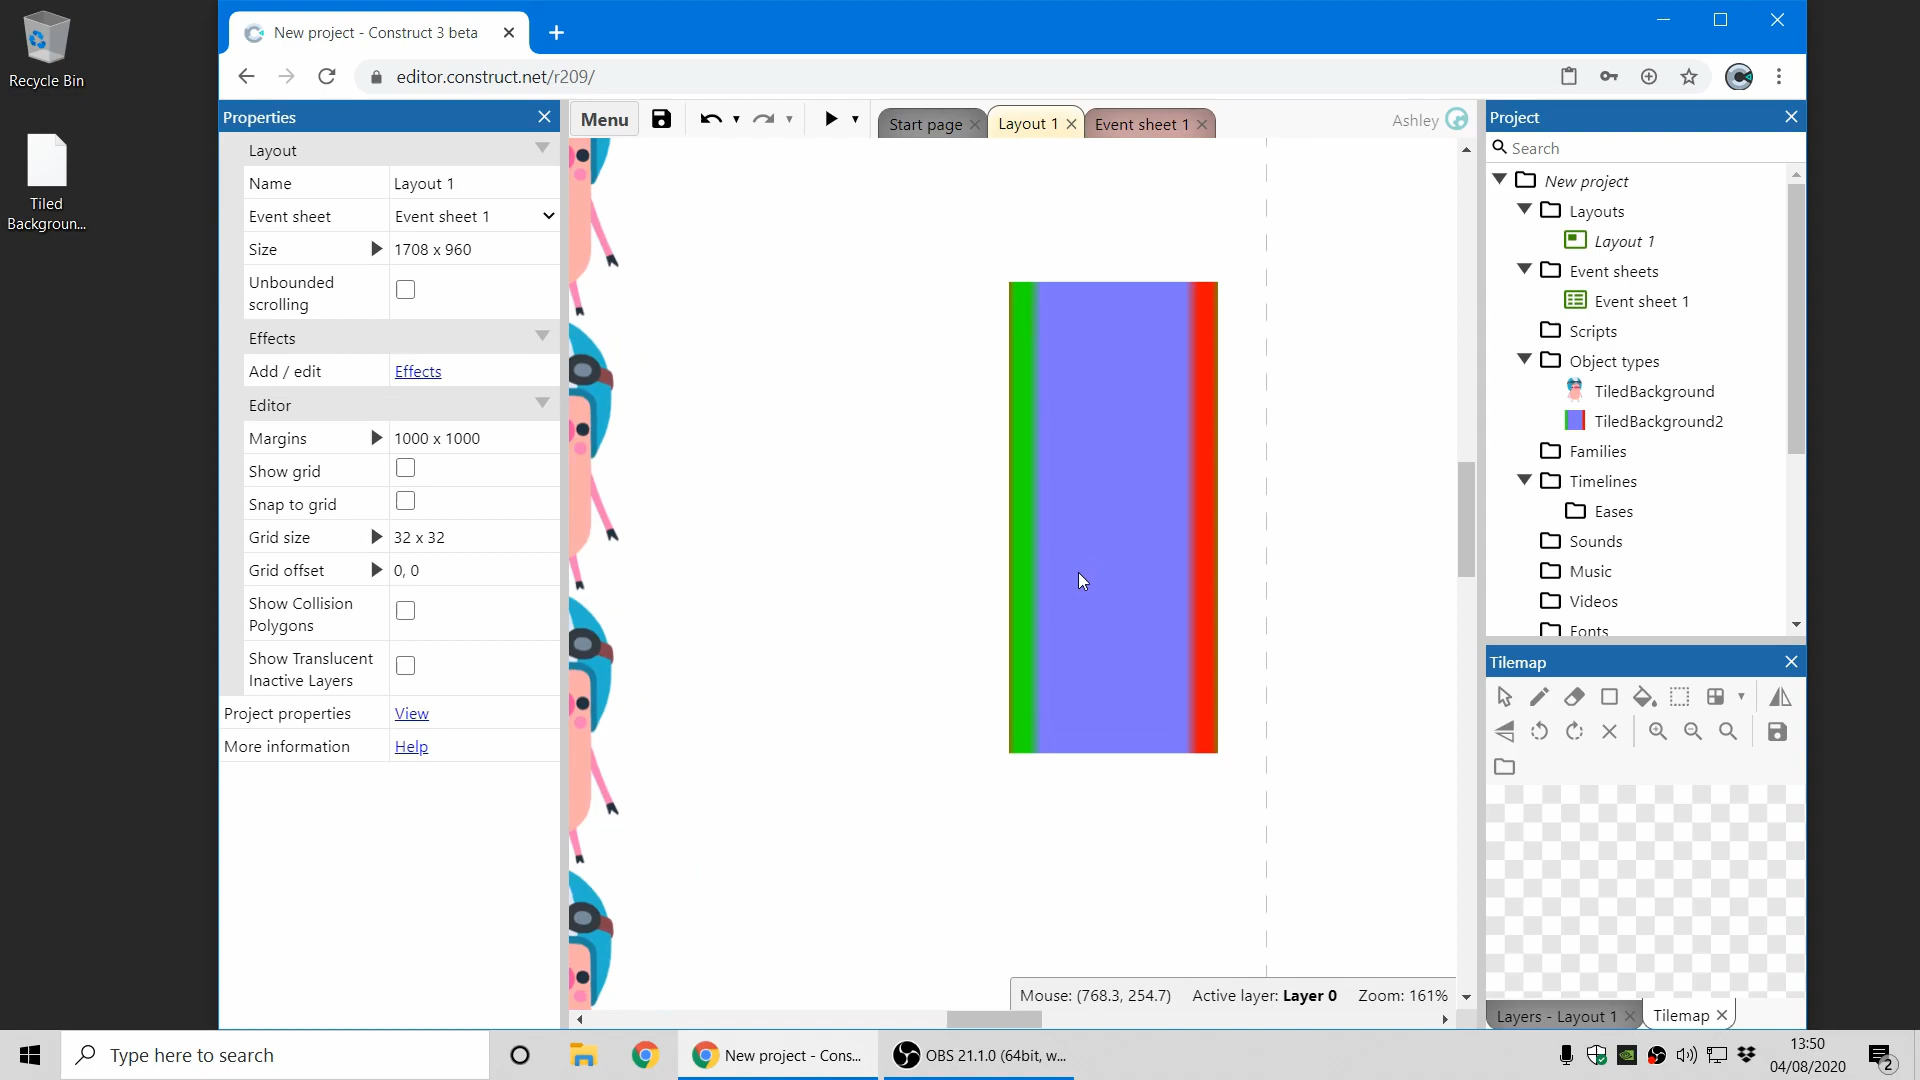 Recycle Bin
Tiled
Backgroun...
New project - Construct 3 beta
editor.construct.net/r209/
Properties
Layout
Name
Layout 1
Event sheet
Event sheet 1
Size
1708 x 960
Unbounded
scrolling
Effects
Add / edit
Effects
Editor
Margins
1000 x 1000
Show grid
Snap to grid
Grid size
32 x 32
Grid offset
0, 0
Show Collision
Polygons
Show Translucent
Inactive Layers
Project properties
View
More information
Help
Menu
Start page
Layout 1
Event sheet 1
Ashley
Mouse: (768.3, 254.7)
Active layer: Layer 0
Zoom: 161%
Project
Search
New project
Layouts
Layout 1
Event sheets
Event sheet 1
Scripts
Object types
TiledBackground
TiledBackground2
Families
Timelines
Eases
Sounds
Music
Videos
Fonts
Tilemap
Layers - Layout 1
Tilemap
Type here to search
New project - Cons...
OBS 21.1.0 (64bit, w...
13:50
04/08/2020
2